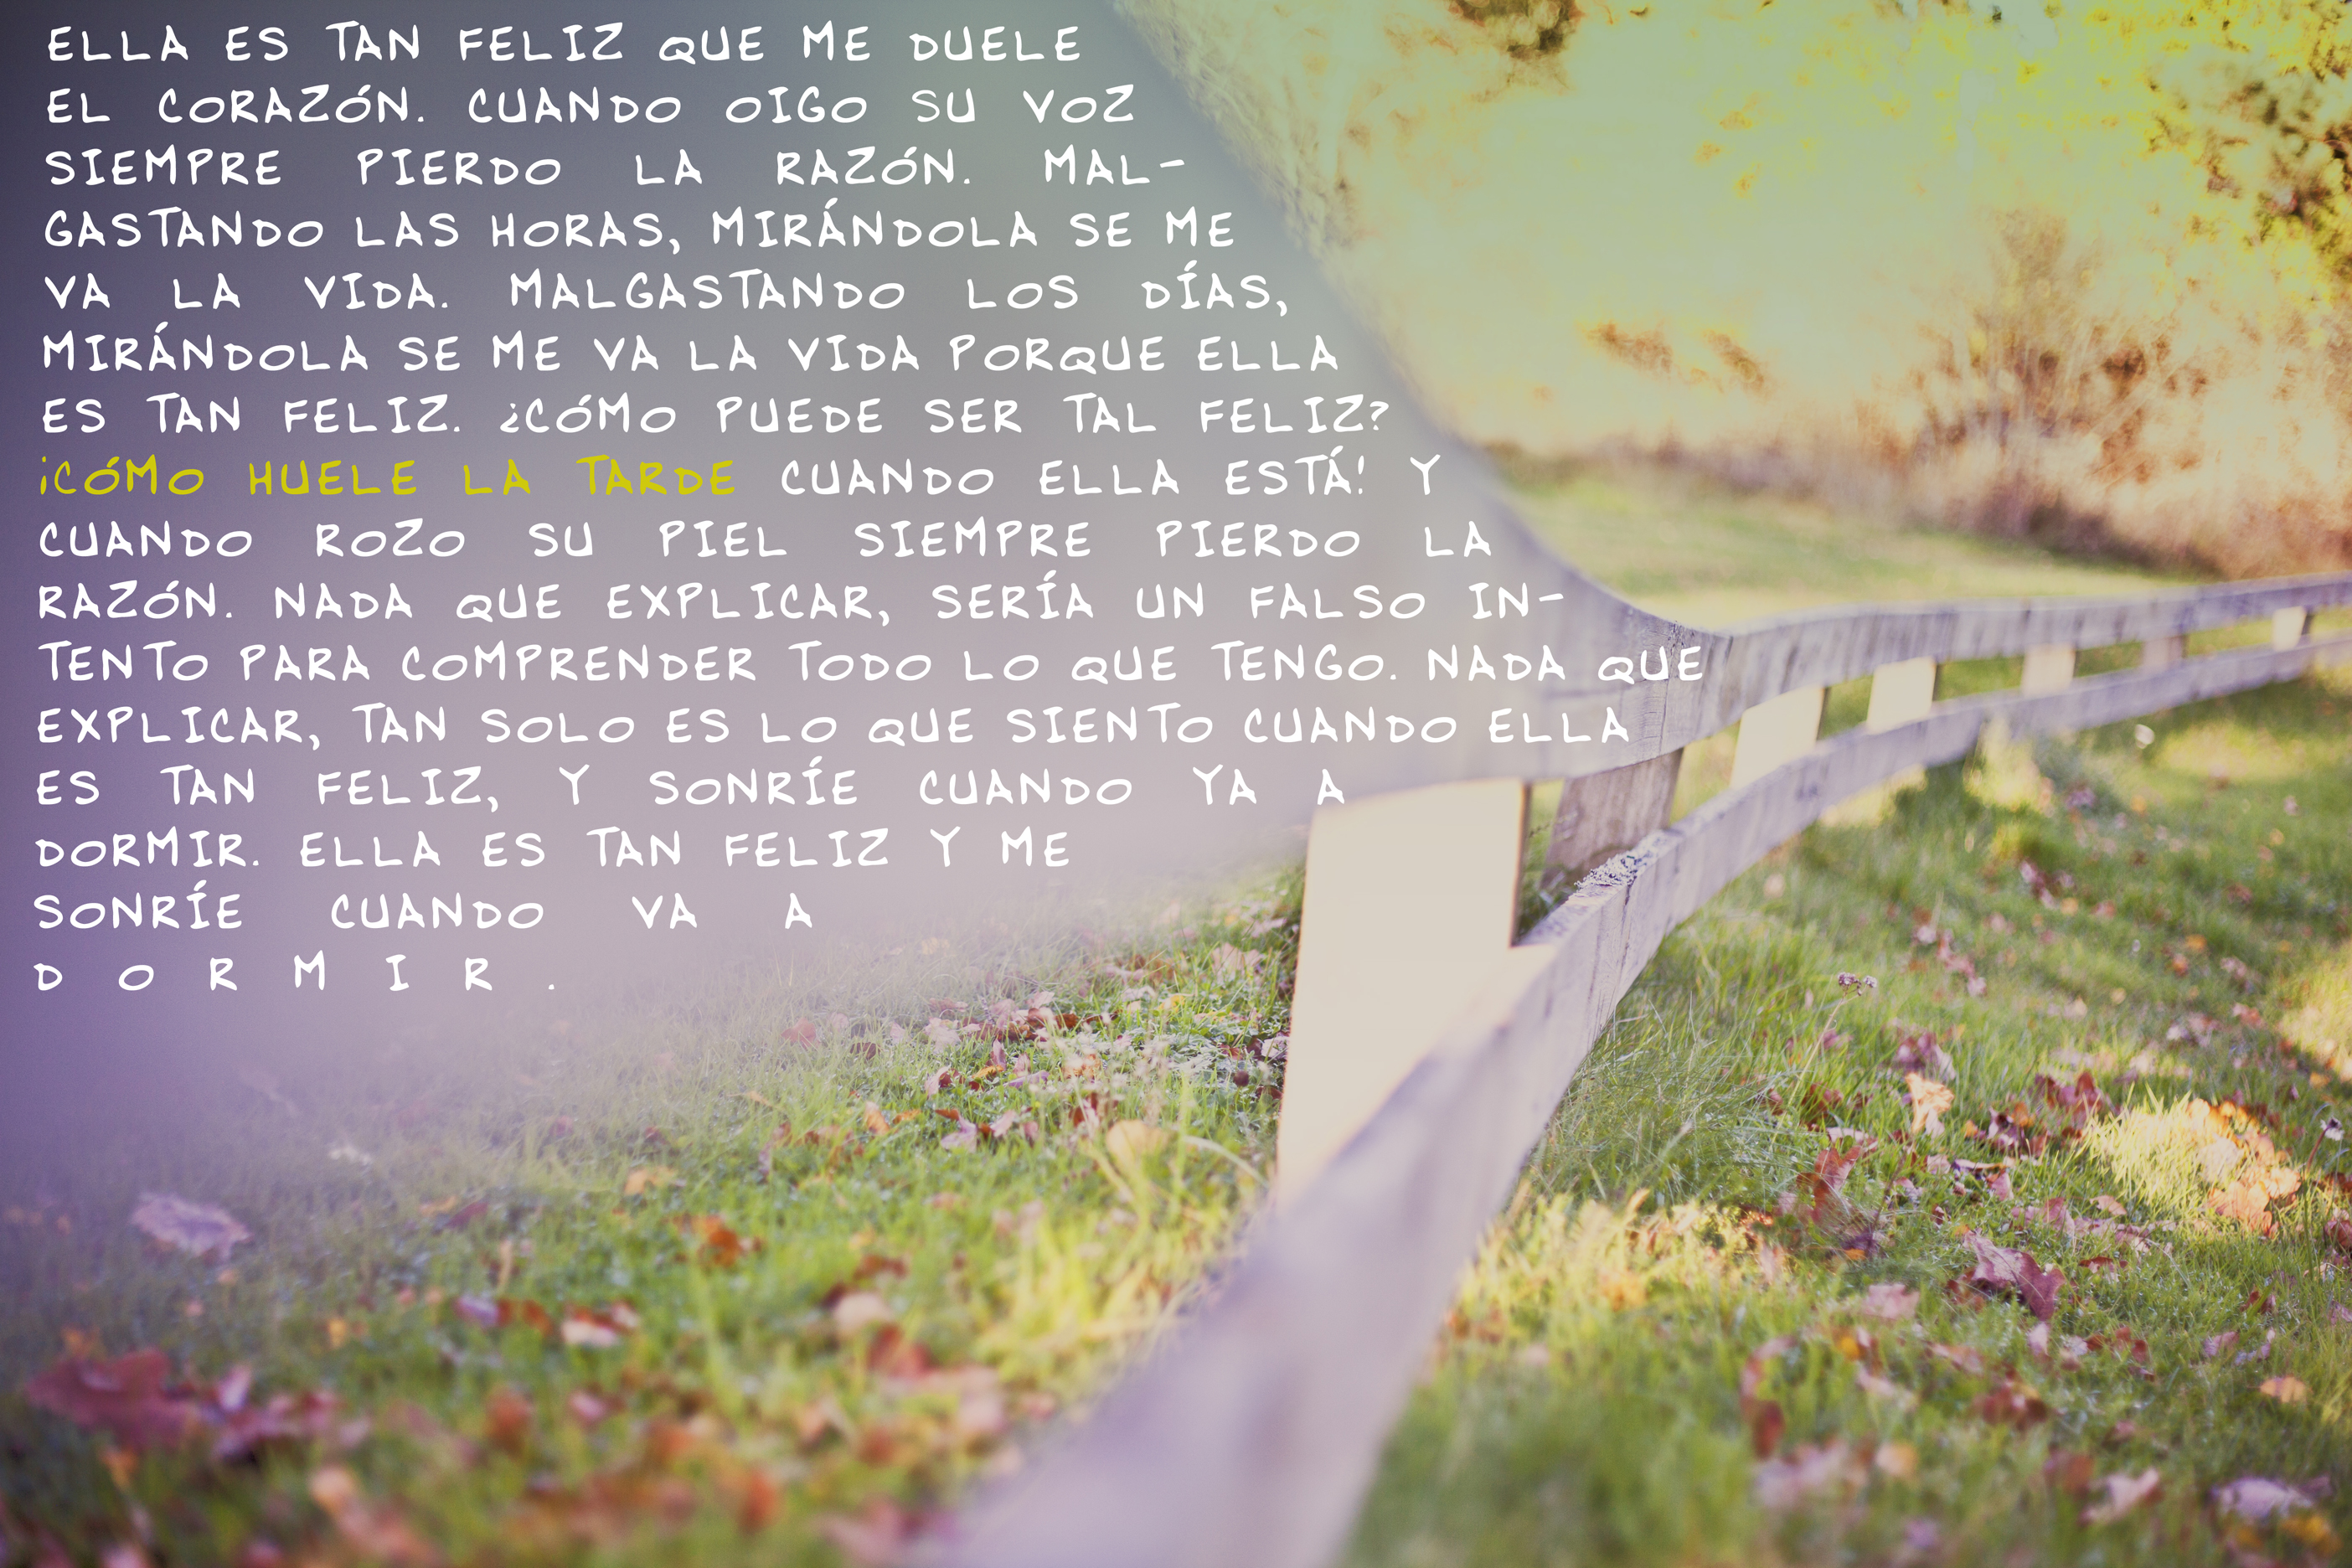 ELLA ES TAN FELIZ QUE ME DUELE
EL CORAZÓN. CUANDO OIGO SU VOZ
SIEMPRE PIERDO LA RAZÓN. MAL-
GASTANDO LAS HORAS, MIRÁNDOLA SE ME
VA LA VIDA. MALGASTANDO LOS DÍAS,
MIRÁNDOLA SE ME VA LA VIDA PORQUE ELLA
ES TAN FELIZ. ¿CÓMO PUEDE SER TAL FELIZ?
¡CÓMO HUELE LA TARDE CUANDO ELLA ESTÁ! Y
CUANDO ROZO SU PIEL SIEMPRE PIERDO LA
RAZÓN. NADA QUE EXPLICAR, SERÍA UN FALSO IN-
TENTO PARA COMPRENDER TODO LO QUE TENGO. NADA QUE
EXPLICAR, TAN SOLO ES LO QUE SIENTO CUANDO ELLA
ES TAN FELIZ, Y SONRÍE CUANDO YA A
DORMIR. ELLA ES TAN FELIZ Y ME
SONRÍE CUANDO VA A
DORMIR.